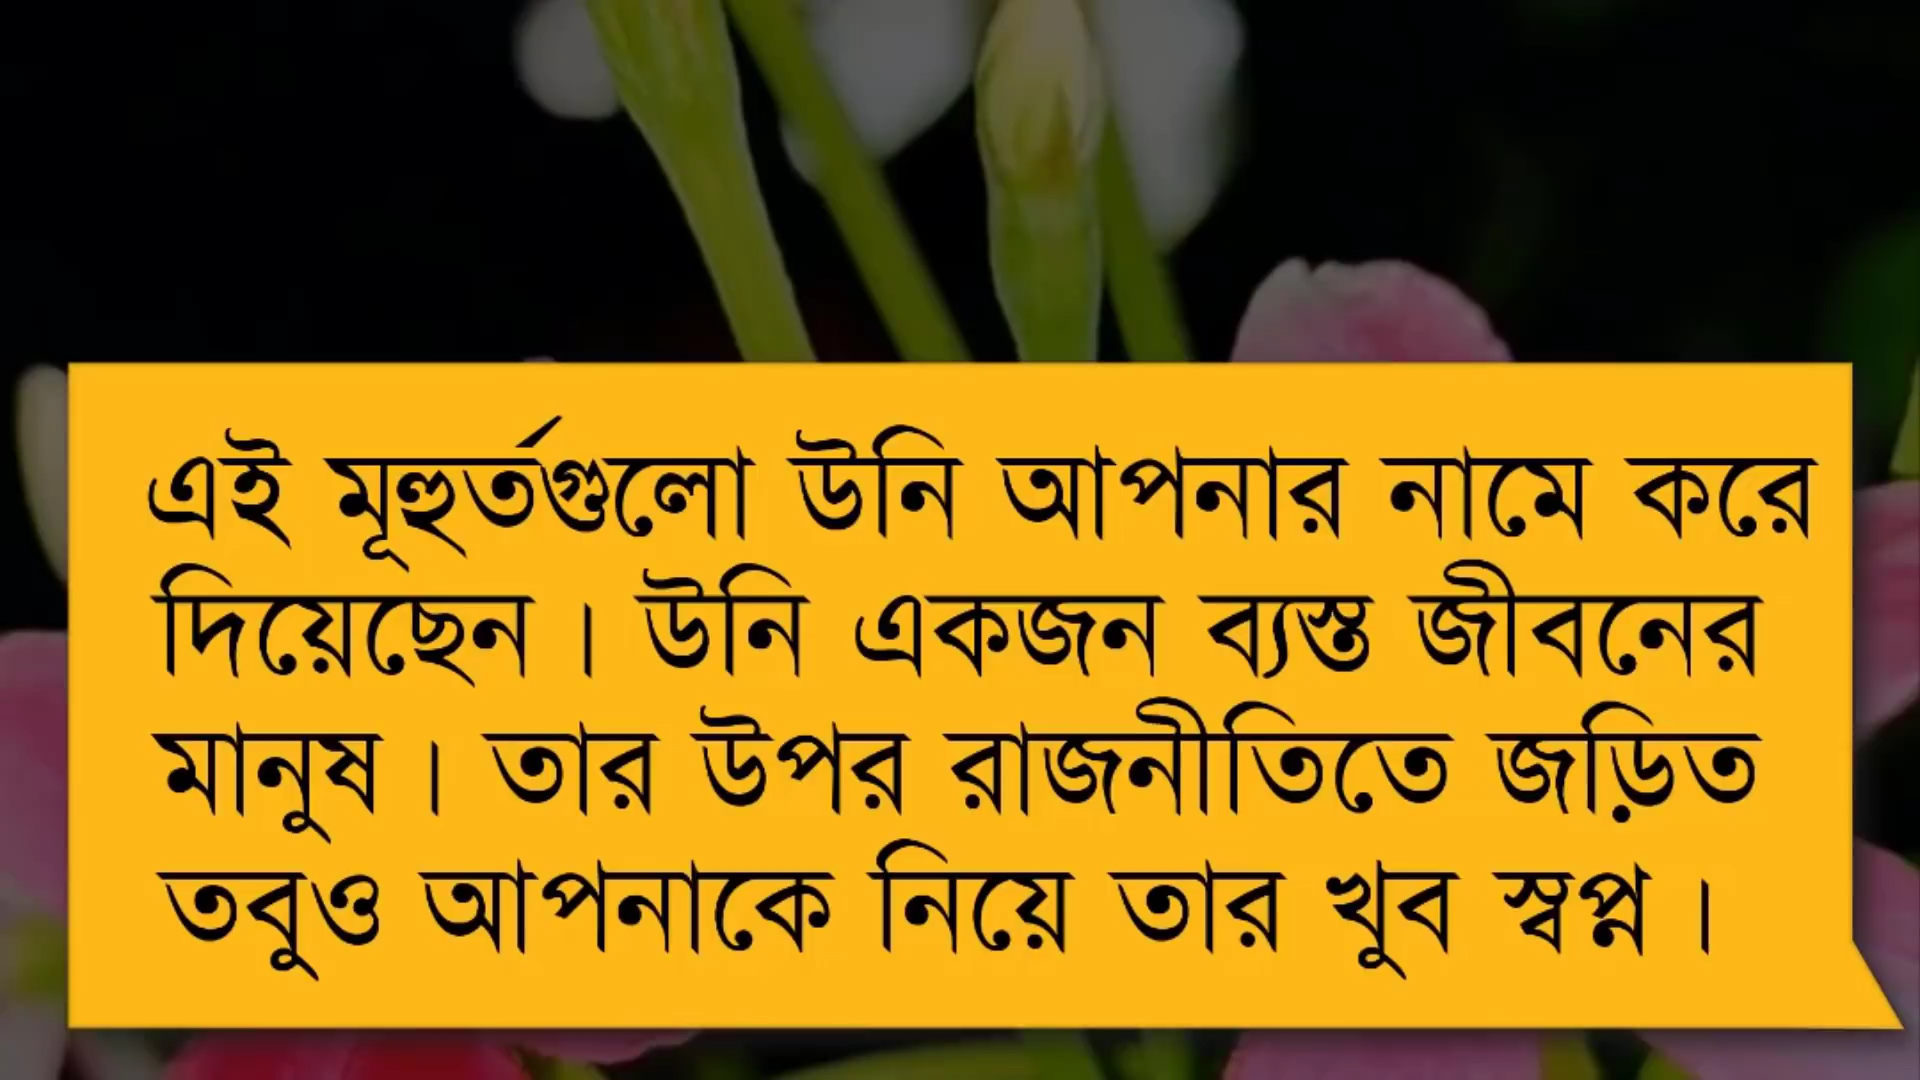 এই মূহুর্তগুলো উনি আপনার নামে করে
দিয়েছেন। উনি একজন ব্যস্ত জীবনের
মানুষ। তার উপর রাজনীতিতে জড়িত
তবুও আপনাকে নিয়ে তার খুব স্বপ্ন।